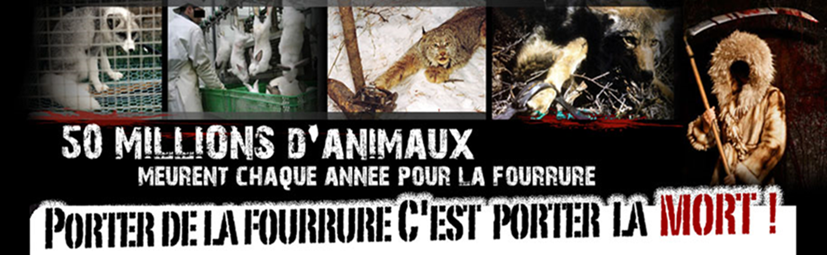 50 MILLIONS D'ANIMAUX
MEURENT CHAQUE ANNEE POUR LA FOURRURE
PORTER DE LA FOURRURE C'EST PORTER LA MORT !